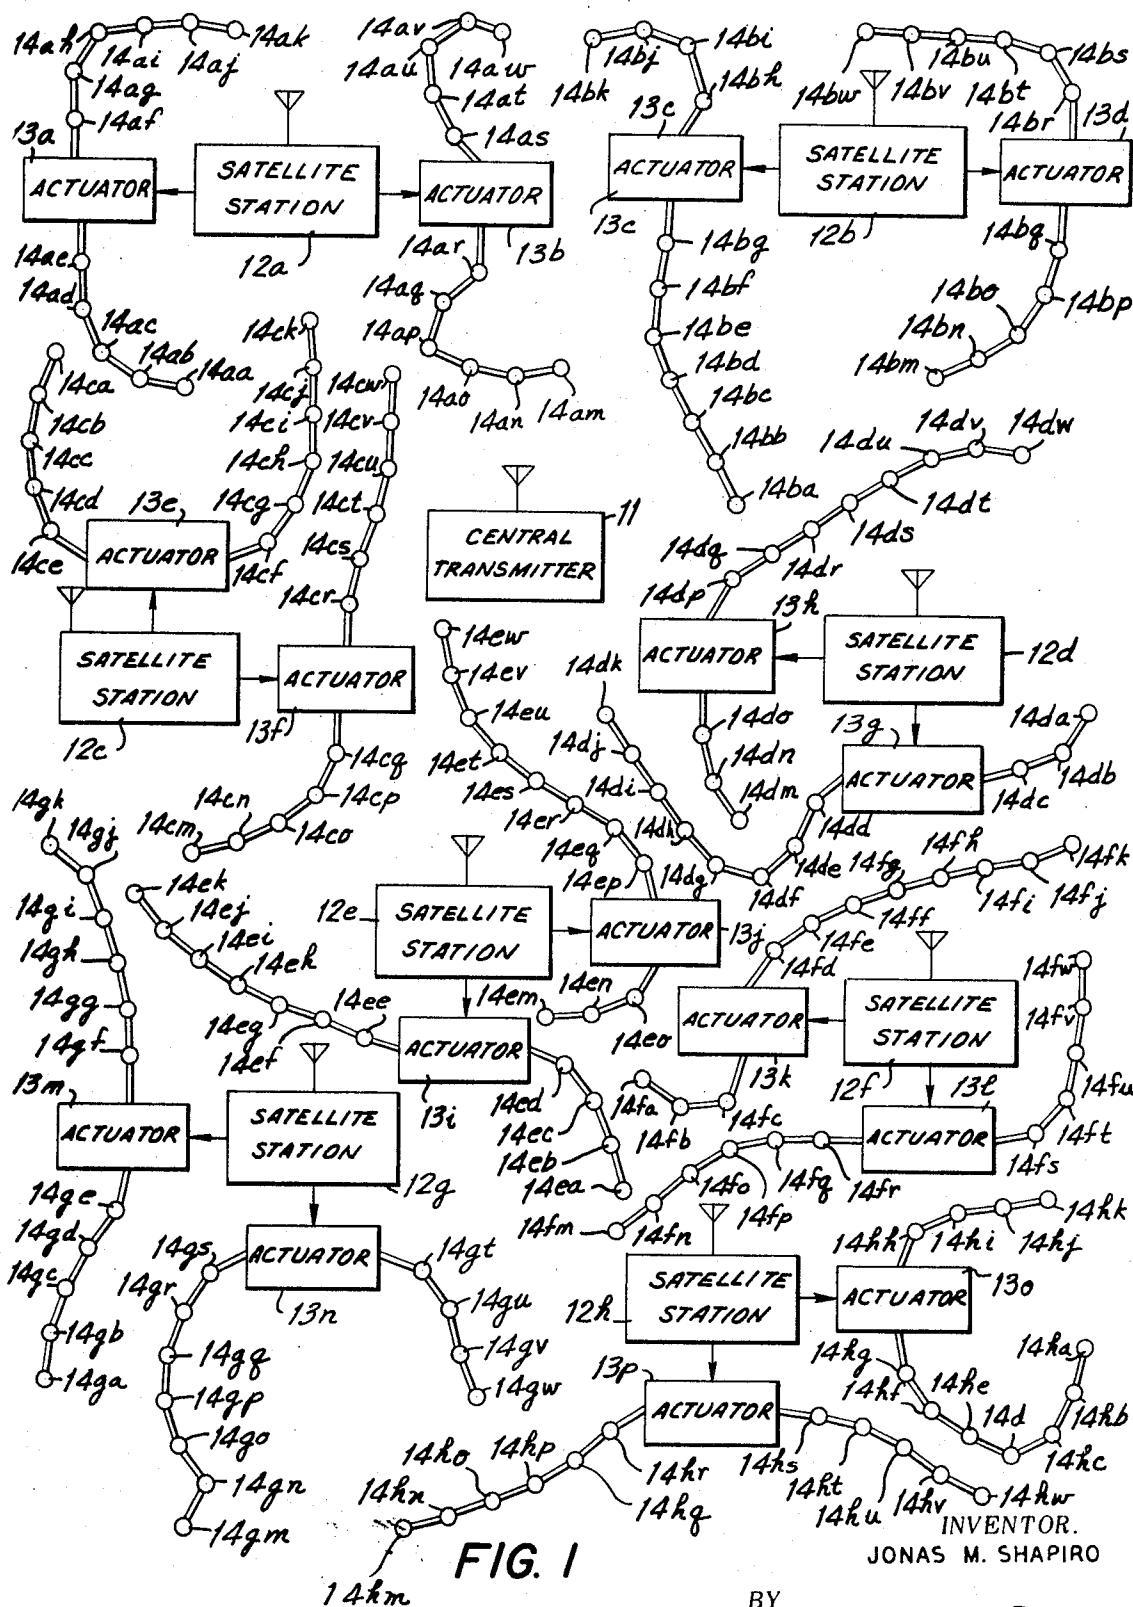 14ah 14ai 14aj 14ak
14ag
14af
13a
ACTUATOR
SATELLITE
STATION
12a
14ae
14ad
14ac
14ab
14aa
14av
14au
14aw
14at
14as
ACTUATOR
13b
14ar
14aq
14ap
14ao
14an
14am
14bk
14bj
14bi
14bh
13c
ACTUATOR
13c
14bg
14bf
14be
14bd
14bc
14bb
14ba
14bw
14bv
14bu
14bt
14bs
14br
13d
SATELLITE
STATION
12b
ACTUATOR
14bq
14bp
14bo
14bn
14bm
14ca
14cb
14cc
14cd
14ce
13e
ACTUATOR
14ck
14cj
14ci
14ch
14cg
14cf
SATELLITE
STATION
12c
14cw
14cv
14cu
14ct
14cs
14cr
ACTUATOR
13f
14cq
14cp
14co
14cn
14cm
11
CENTRAL
TRANSMITTER
14dw
14dv
14du
14dt
14ds
14dr
14dq
14dp
13h
ACTUATOR
SATELLITE
STATION
12d
14do
14dn
14dm
13g
ACTUATOR
14da
14db
14dc
14dd
14de
14df
14dg
14dh
14di
14dj
14dk
14ew
14ev
14eu
14et
14es
14er
14eq
14ep
12e
SATELLITE
STATION
ACTUATOR
13j
14em
14en
14eo
14ek
14ej
14ei
14eh
14eg
14ef
14ee
ACTUATOR
13i
14ed
14ec
14eb
14ea
14fk
14fj
14fi
14fh
14fg
14ff
14fe
14fd
ACTUATOR
13k
SATELLITE
STATION
12f
14fa
14fb
14fc
13l
ACTUATOR
14fw
14fv
14fu
14ft
14fs
14fr
14fq
14fp
14fo
14fn
14fm
14gk
14gj
14gi
14gh
14gg
14gf
13m
ACTUATOR
SATELLITE
STATION
12g
14ge
14gd
14gc
14gb
14ga
14gs
ACTUATOR
13n
14gt
14gu
14gv
14gw
14gr
14gq
14gp
14go
14gn
14gm
12h
SATELLITE
STATION
14hh
14hi
14hj
14hk
ACTUATOR
13o
14hg
14hf
14he
14d
14hc
14hb
14ha
13p
ACTUATOR
14hs
14ht
14hu
14hv
14hw
14hr
14hq
14hp
14ho
14hn
14hm
FIG. 1
INVENTOR.
JONAS M. SHAPIRO
BY